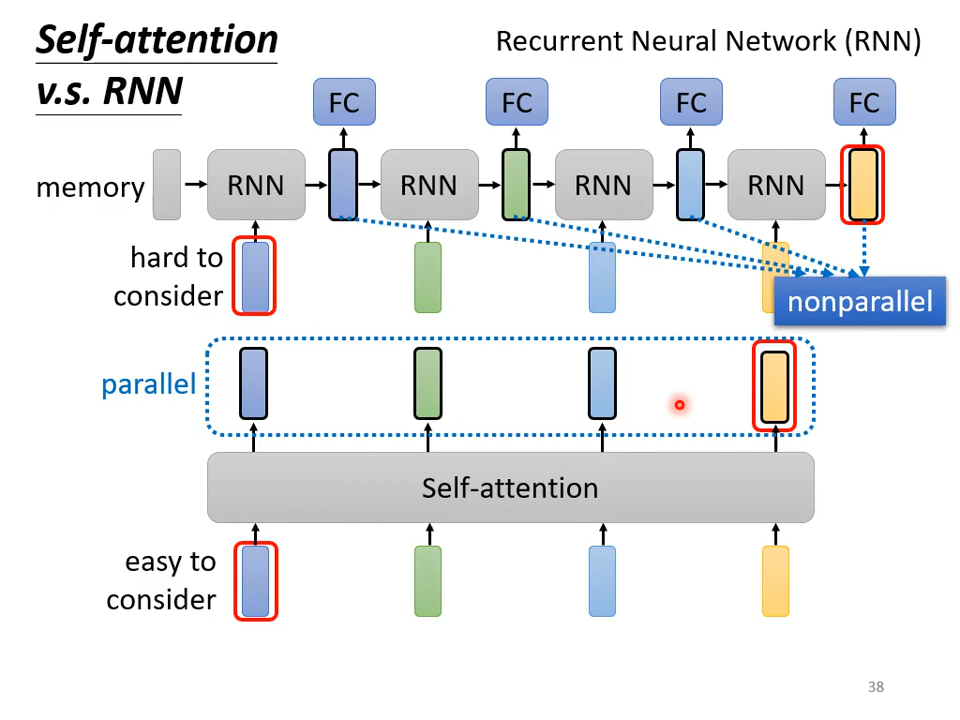 Self-attention
v.s. RNN
Recurrent Neural Network (RNN)
FC FC FC FC
memory RNN RNN RNN RNN
hard to
consider
nonparallel
parallel
Self-attention
easy to
consider
38